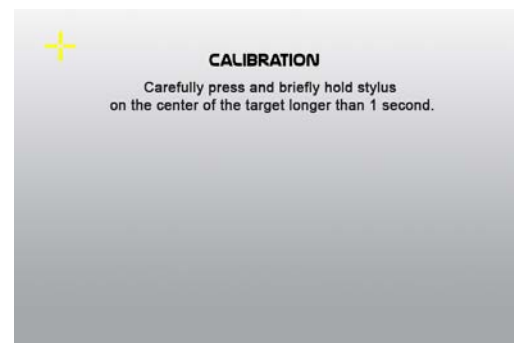 CALIBRATION
Carefully press and briefly hold stylus
on the center of the target longer than 1 second.